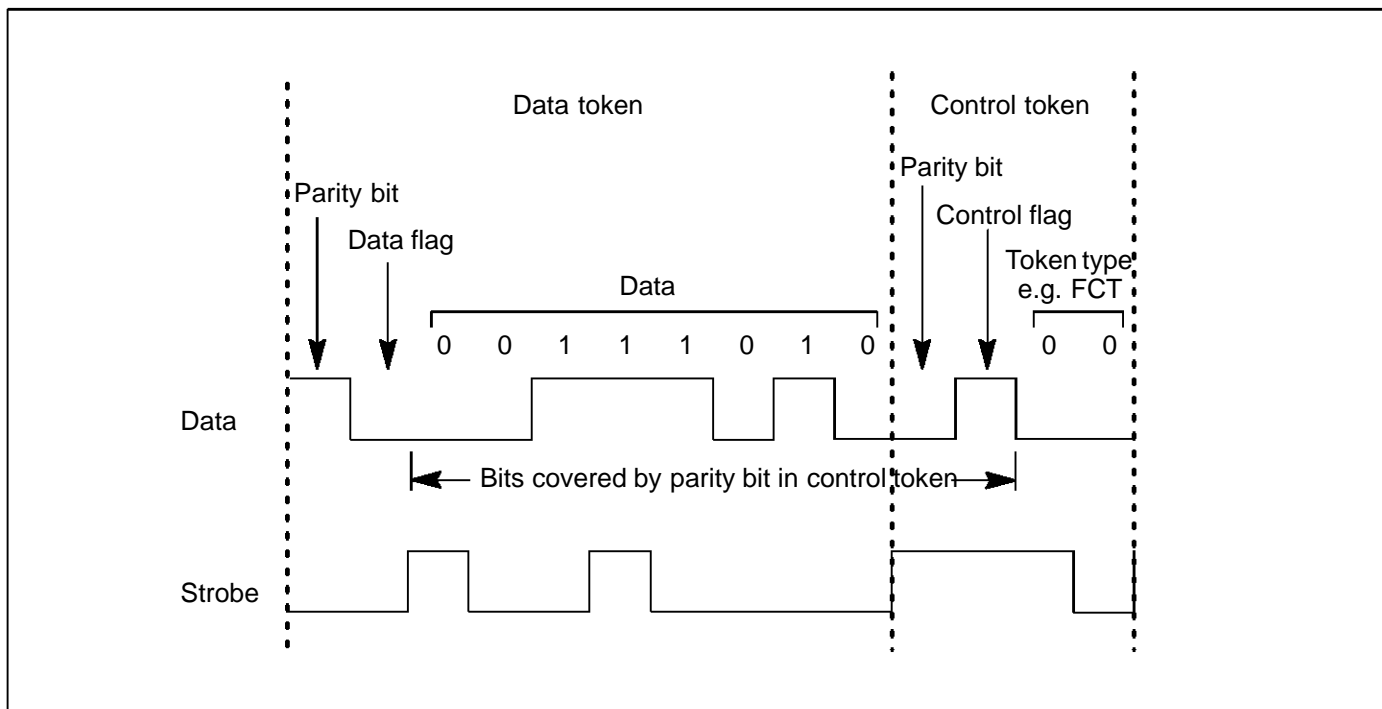 Data token
Control token
Parity bit
Parity bit
Control flag
Data flag
Token type
e.g. FCT
Data
0 0 1 1 1 0 1 0
0 0
Data
Bits covered by parity bit in control token
Strobe